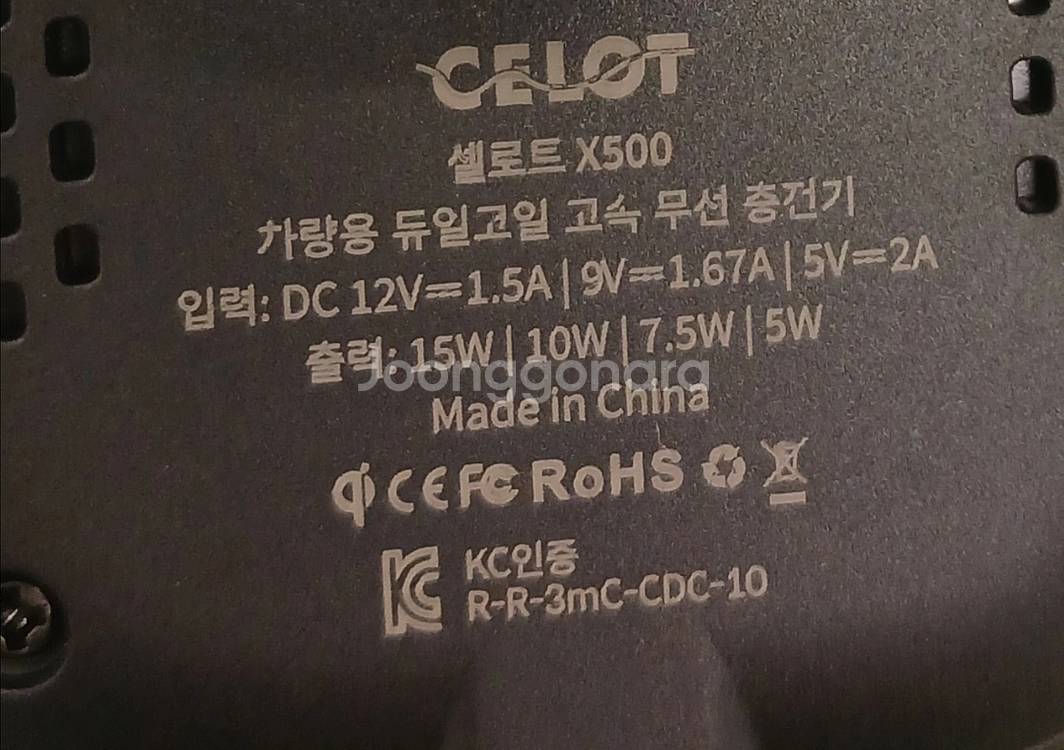 CELOT
셀로트 X500
차량용 듀얼코일 고속 무선 충전기
입력: DC 12V⎓1.5A | 9V⎓1.67A | 5V⎓2A
출력: 15W | 10W | 7.5W | 5W
Joonggonara
Made in China
qi CE FC RoHS
KC KC인증
R-R-3mC-CDC-10